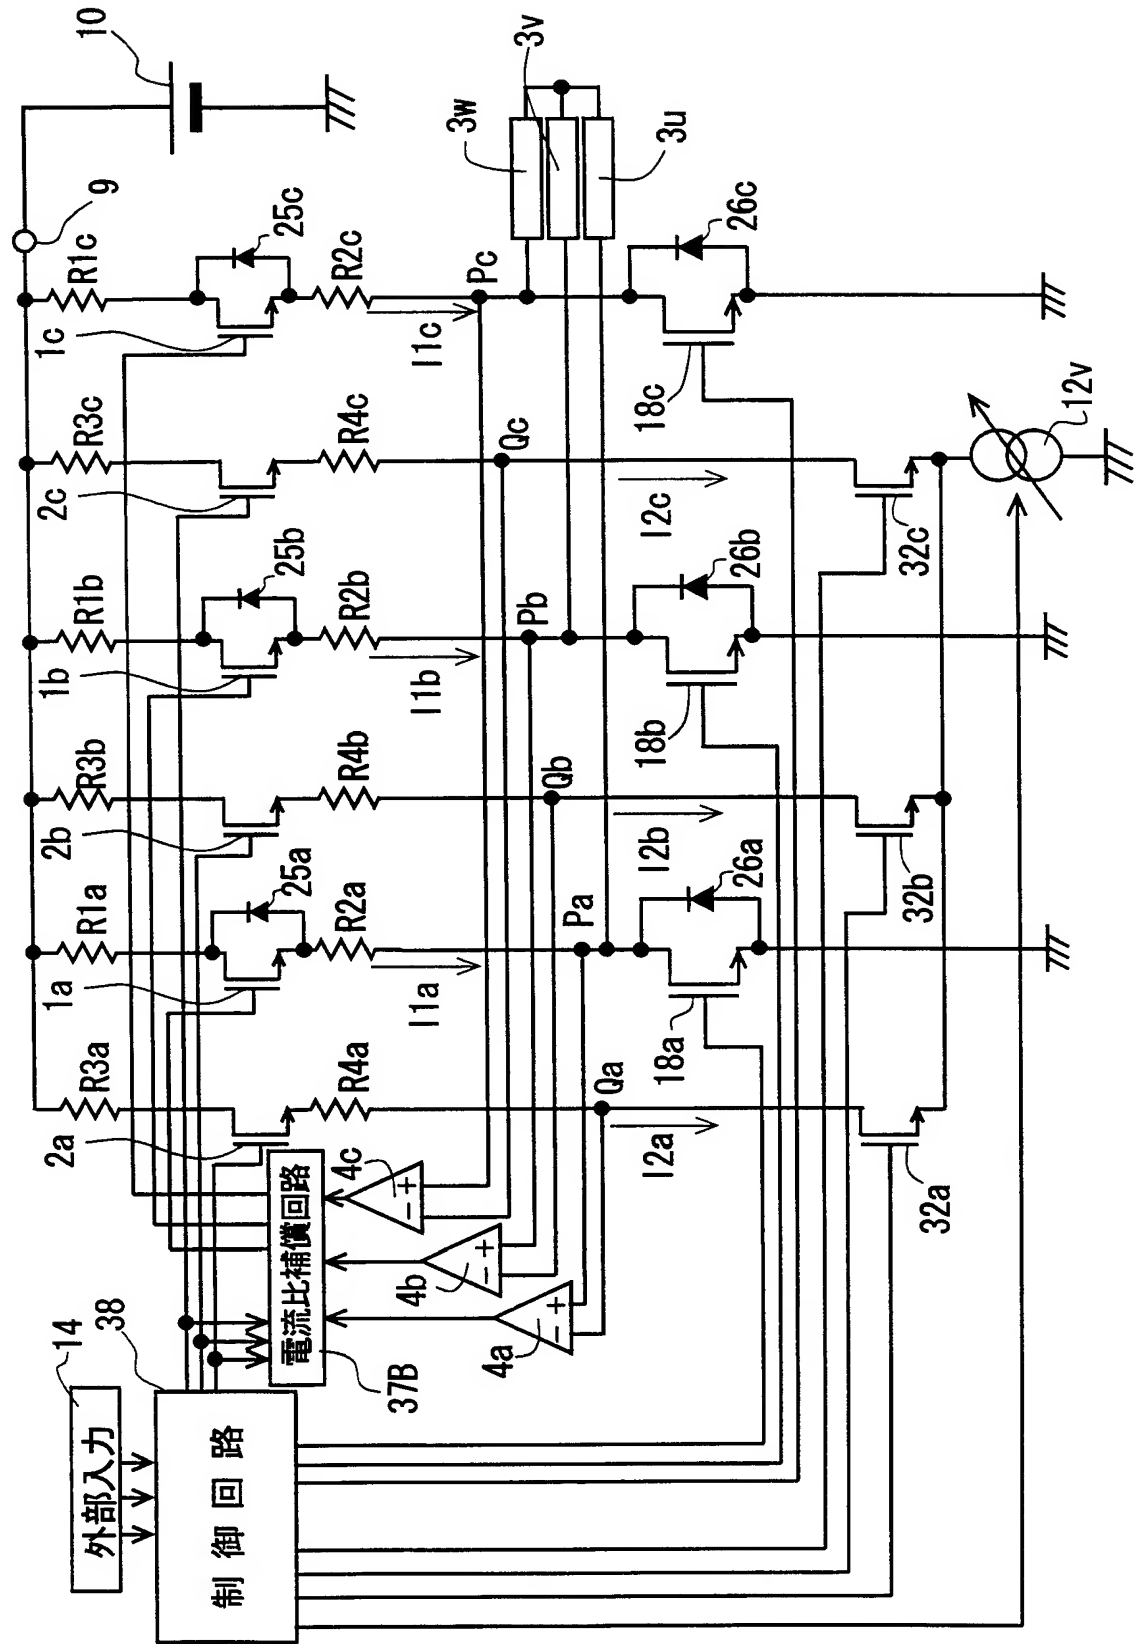 外部入力
14
制御回路
38
電流比補償回路
37B
4a
4b
4c
- +
- +
- +
R3a
R1a
R3b
R1b
R3c
R1c
9
10
2a
1a
2b
1b
2c
1c
25a
25b
25c
R4a
R2a
R4b
R2b
R4c
R2c
I1a
I1b
I1c
Qa
Pa
Qb
Pb
Qc
Pc
3w
3v
3u
I2a
I2b
I2c
18a
18b
18c
26a
26b
26c
32a
32b
32c
12v